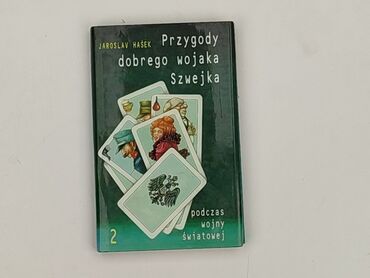 JAROSLAV HAŠEK
Przygody
dobrego wojaka
Szwejka
podczas
wojny
światowej
2